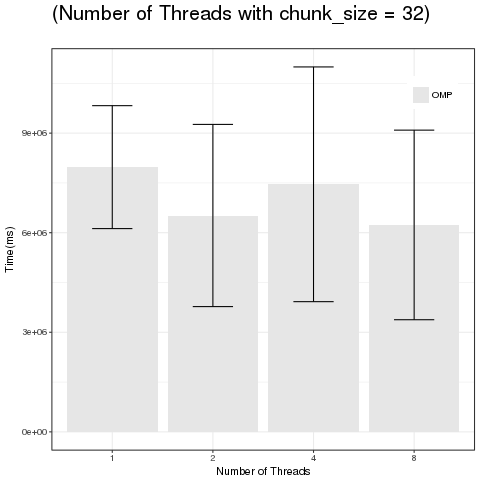 (Number of Threads with chunk_size = 32)
OMP
9e+06
6e+06
3e+06
0e+00
Time(ms)
1 2 4 8
Number of Threads